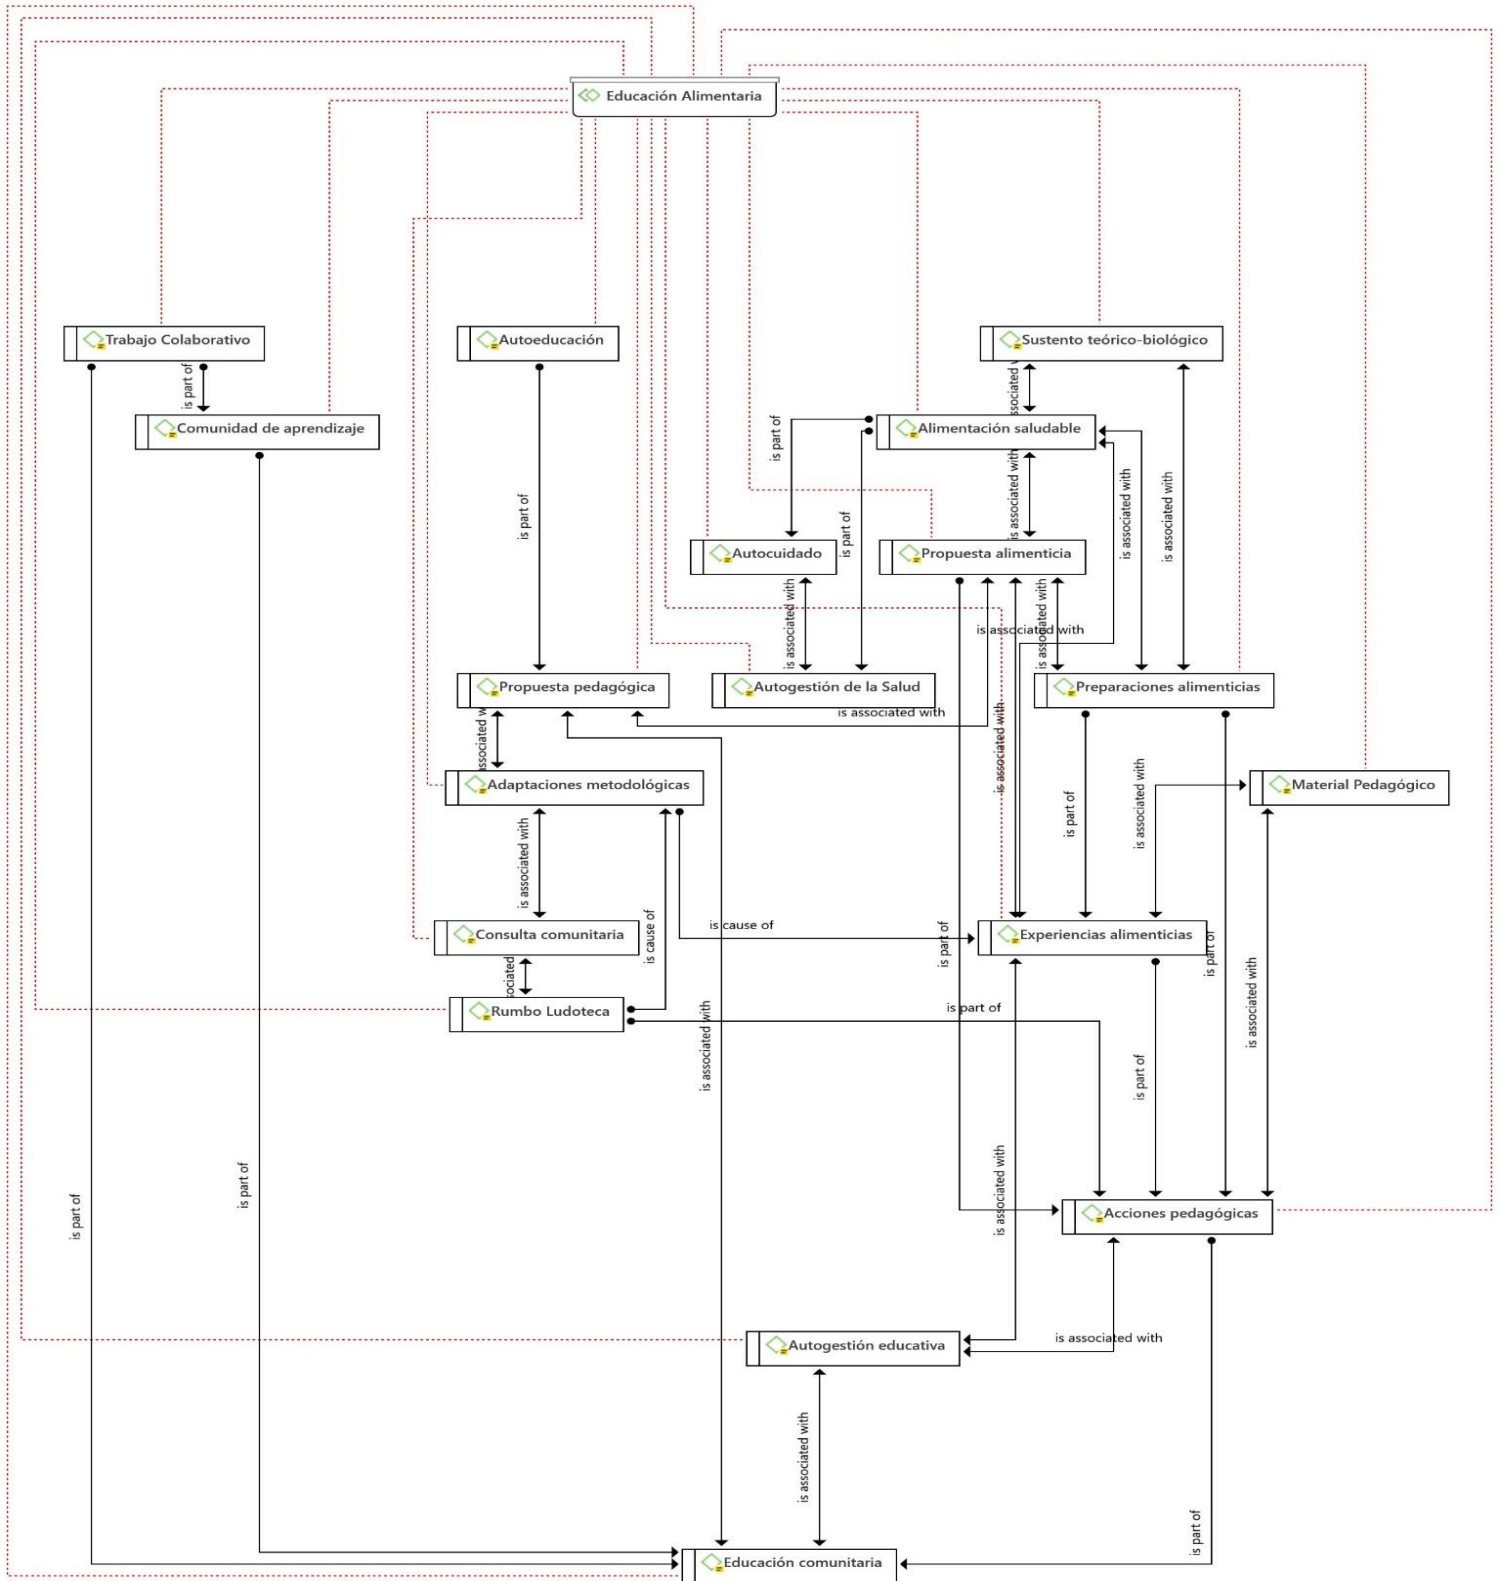 Educación Alimentaria
Trabajo Colaborativo
Autoeducación
Sustento teórico-biológico
is part of
Comunidad de aprendizaje
is part of
Alimentación saludable
is part of
is associated with
is associated with
is associated with
Autocuidado
is part of
Propuesta alimenticia
is associated with
is associated with
is associated with
Propuesta pedagógica
Autogestión de la Salud
Preparaciones alimenticias
is associated with
is associated with
Adaptaciones metodológicas
Material Pedagógico
is associated with
is part of
is associated with
Consulta comunitaria
is cause of
is cause of
is part of
Experiencias alimenticias
is part of
Rumbo Ludoteca
is part of
is associated with
is associated with
is part of
is part of
is part of
is associated with
Acciones pedagógicas
Autogestión educativa
is associated with
is associated with
is part of
Educación comunitaria